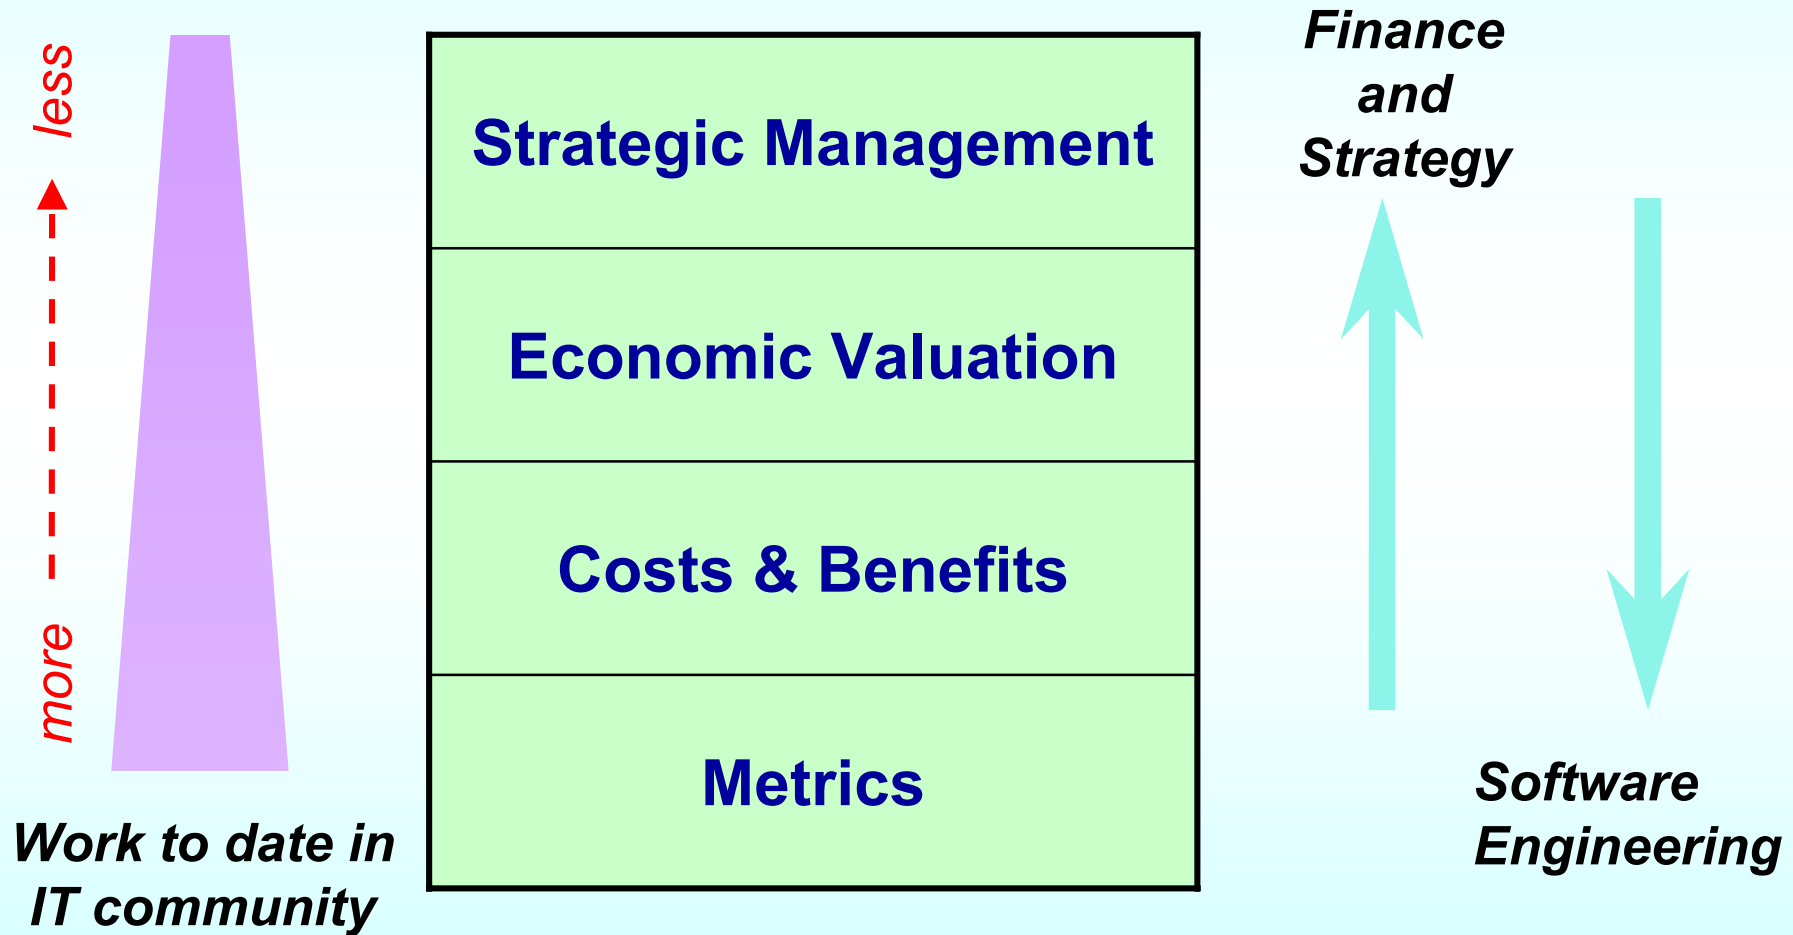 less
more
Work to date in
IT community
Strategic Management
Economic Valuation
Costs & Benefits
Metrics
Finance
and
Strategy
Software
Engineering